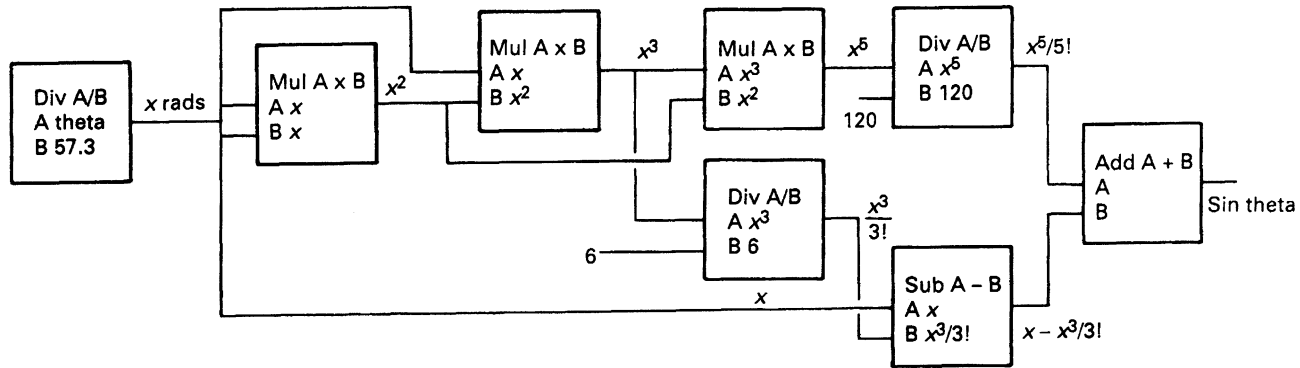 Div A/B
A theta
B 57.3
x rads
Mul A x B
A x
B x
x²
Mul A x B
A x
B x²
x³
Mul A x B
A x³
B x²
x⁵
120
Div A/B
A x⁵
B 120
x⁵/5!
Div A/B
A x³
B 6
6
x³
3!
x
Sub A – B
A x
B x³/3!
x – x³/3!
Add A + B
A
B
Sin theta